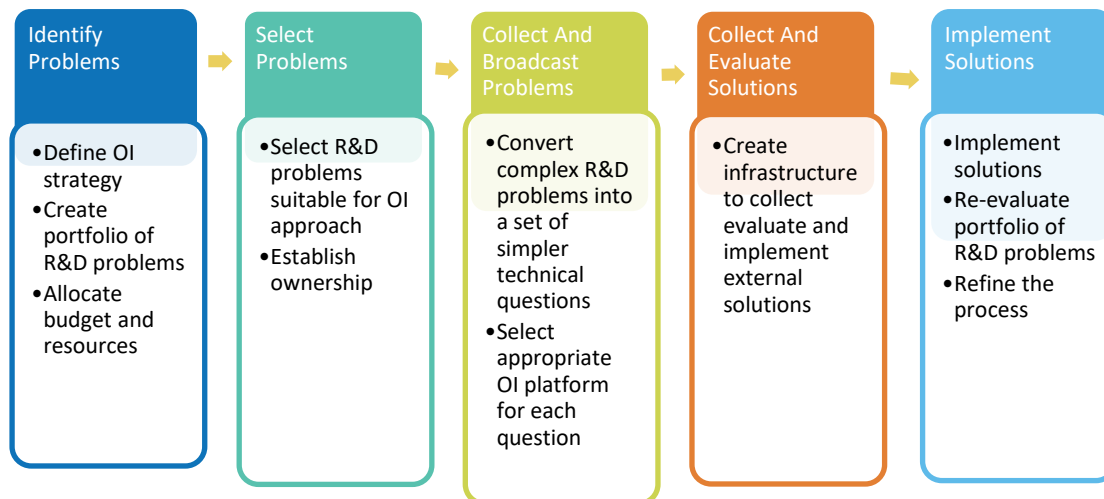 Identify
Problems
•Define OI
strategy
•Create
portfolio of
R&D problems
•Allocate
budget and
resources
Select
Problems
•Select R&D
problems
suitable for OI
approach
•Establish
ownership
Collect And
Broadcast
Problems
•Convert
complex R&D
problems into
a set of
simpler
technical
questions
•Select
appropriate
OI platform
for each
question
Collect And
Evaluate
Solutions
•Create
infrastructure
to collect
evaluate and
implement
external
solutions
Implement
Solutions
•Implement
solutions
•Re-evaluate
portfolio of
R&D problems
•Refine the
process